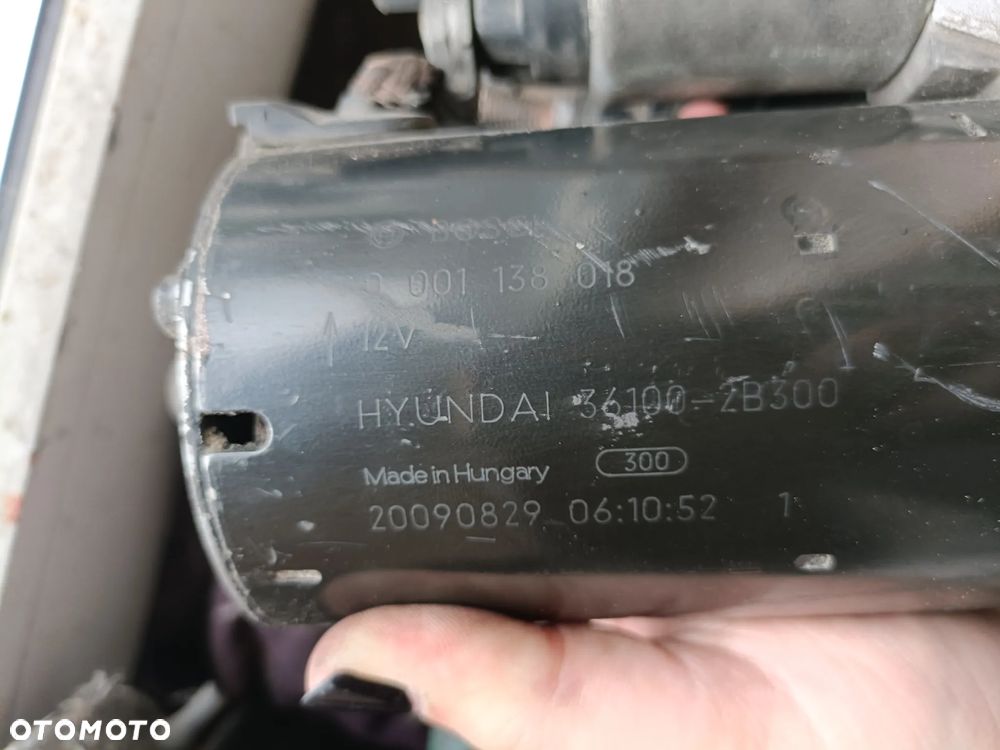 BOSCH
0 001 138 018
12V
HYUNDAI 36100-2B300
Made in Hungary 300
20090829 06:10:52 1
OTOMOTO